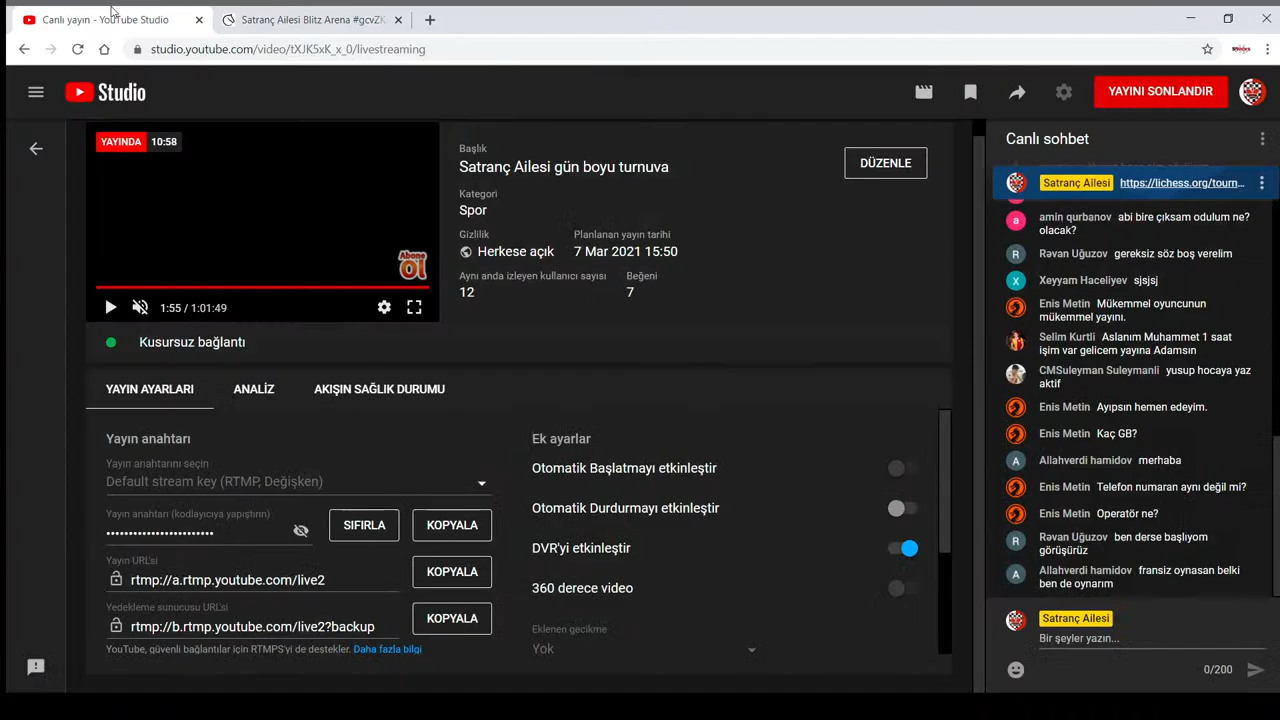 Canlı yayın - YouTube Studio
Satranç Ailesi Blitz Arena #gcvZK
studio.youtube.com/video/tXJK5xK_x_0/livestreaming
Studio
YAYINI SONLANDIR
YAYINDA 10:58
Abone
Öl
1:55 / 1:01:49
Başlık
Satranç Ailesi gün boyu turnuva
DÜZENLE
Kategori
Spor
Gizlilik
Herkese açık
Planlanan yayın tarihi
7 Mar 2021 15:50
Aynı anda izleyen kullanıcı sayısı
12
Beğeni
7
Kusursuz bağlantı
YAYIN AYARLARI
ANALİZ
AKIŞIN SAĞLIK DURUMU
Yayın anahtarı
Yayın anahtarını seçin
Default stream key (RTMP, Değişken)
Yayın anahtarı (kodlayıcıya yapıştırın)
SIFIRLA
KOPYALA
Yayın URL'si
rtmp://a.rtmp.youtube.com/live2
KOPYALA
Yedekleme sunucusu URL'si
rtmp://b.rtmp.youtube.com/live2?backup
KOPYALA
YouTube, güvenli bağlantılar için RTMPS'yi de destekler. Daha fazla bilgi
Ek ayarlar
Otomatik Başlatmayı etkinleştir
Otomatik Durdurmayı etkinleştir
DVR'yi etkinleştir
360 derece video
Eklenen gecikme
Yok
Canlı sohbet
Satranç Ailesi https://lichess.org/tourn...
amin qurbanov abi bire çıksam odulum ne?
olacak?
Rəvan Uğuzov gereksiz söz boş verelim
Xeyyam Haceliyev sjsjsj
Enis Metin Mükemmel oyuncunun
mükemmel yayını.
Selim Kurtli Aslanım Muhammet 1 saat
işim var gelicem yayına Adamsın
CMSuleyman Suleymanli yusup hocaya yaz
aktif
Enis Metin Ayıpsın hemen edeyim.
Enis Metin Kaç GB?
Allahverdi hamidov merhaba
Enis Metin Telefon numaran aynı değil mi?
Enis Metin Operatör ne?
Rəvan Uğuzov ben derse başlıyom
görüşürüz
Allahverdi hamidov fransiz oynasan belki
ben de oynarım
Satranç Ailesi
Bir şeyler yazın...
0/200